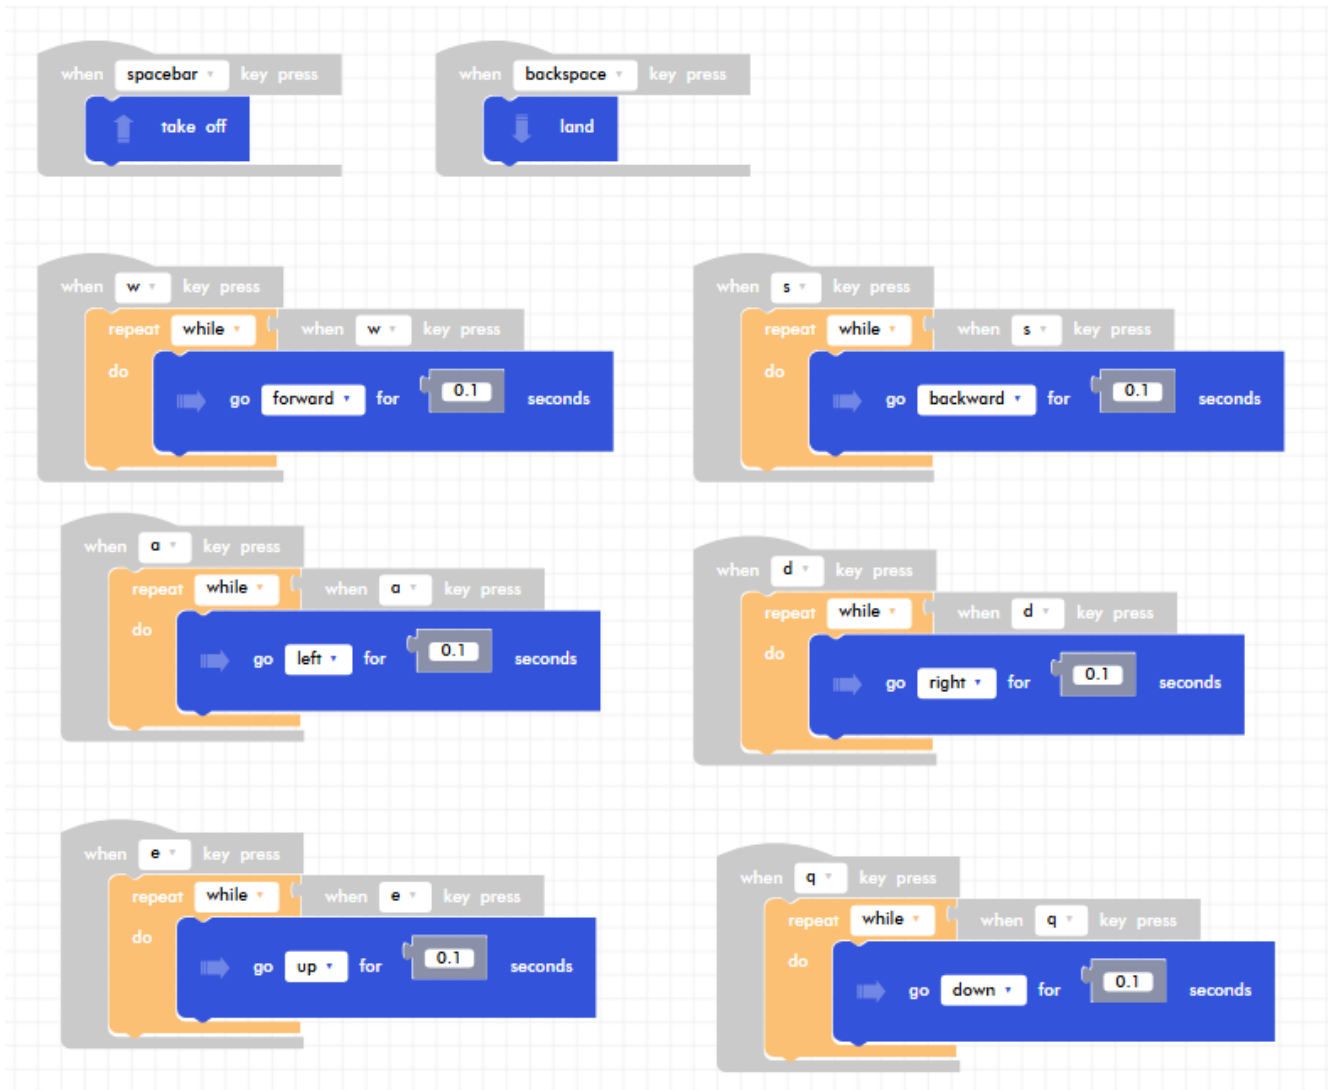 when spacebar key press
take off
when backspace key press
land
when w key press
repeat while when w key press
do
go forward for 0.1 seconds
when s key press
repeat while when s key press
do
go backward for 0.1 seconds
when a key press
repeat while when a key press
do
go left for 0.1 seconds
when d key press
repeat while when d key press
do
go right for 0.1 seconds
when e key press
repeat while when e key press
do
go up for 0.1 seconds
when q key press
repeat while when q key press
do
go down for 0.1 seconds